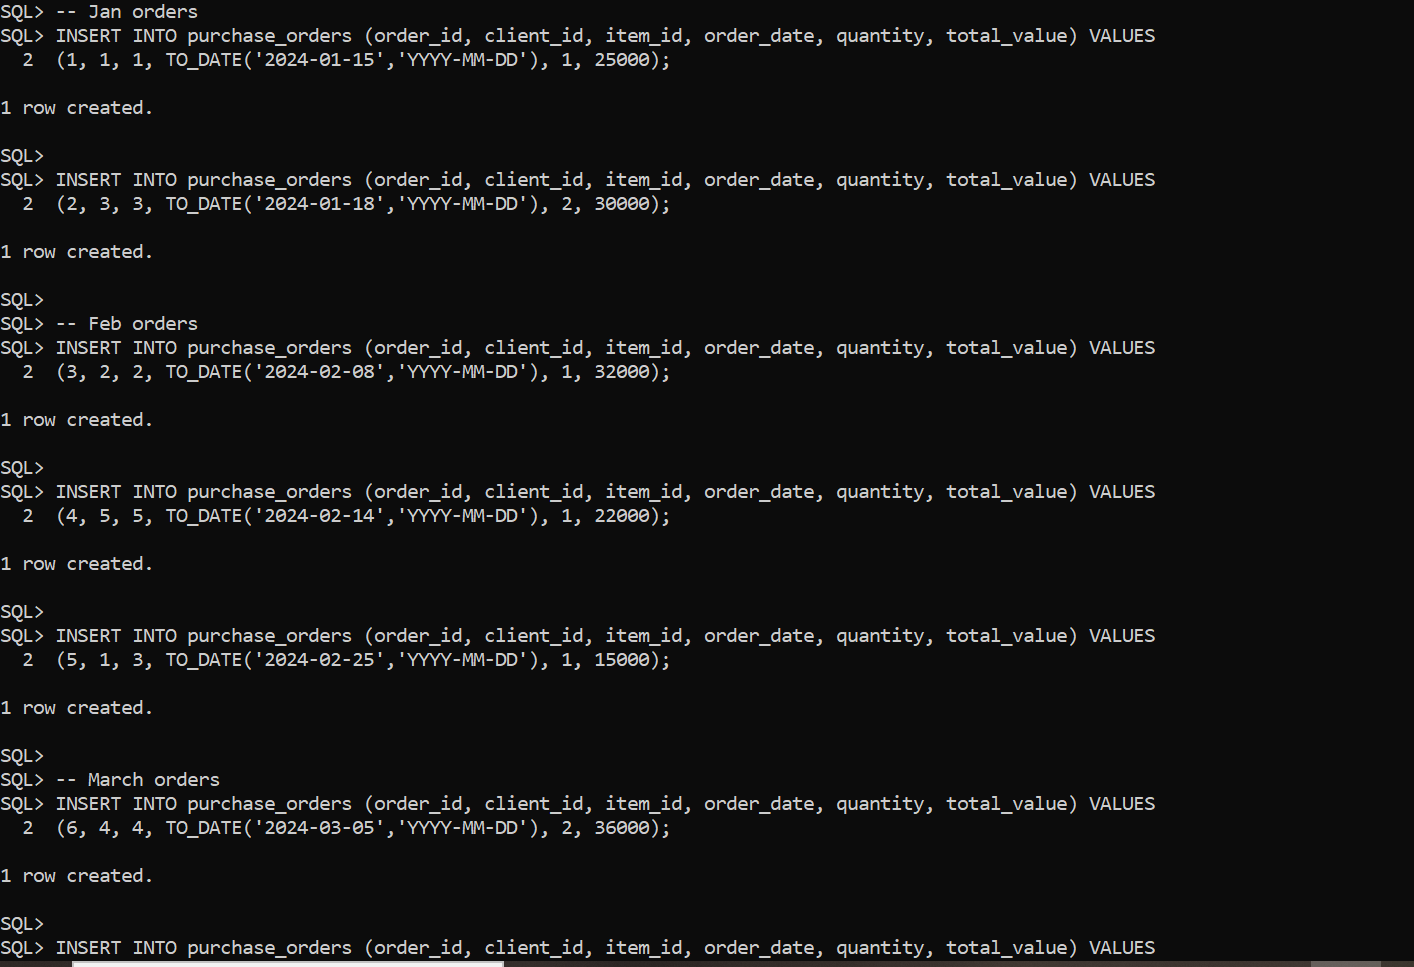 SQL> -- Jan orders
SQL> INSERT INTO purchase_orders (order_id, client_id, item_id, order_date, quantity, total_value) VALUES
  2  (1, 1, 1, TO_DATE('2024-01-15','YYYY-MM-DD'), 1, 25000);
1 row created.
SQL>
SQL> INSERT INTO purchase_orders (order_id, client_id, item_id, order_date, quantity, total_value) VALUES
  2  (2, 3, 3, TO_DATE('2024-01-18','YYYY-MM-DD'), 2, 30000);
1 row created.
SQL>
SQL> -- Feb orders
SQL> INSERT INTO purchase_orders (order_id, client_id, item_id, order_date, quantity, total_value) VALUES
  2  (3, 2, 2, TO_DATE('2024-02-08','YYYY-MM-DD'), 1, 32000);
1 row created.
SQL>
SQL> INSERT INTO purchase_orders (order_id, client_id, item_id, order_date, quantity, total_value) VALUES
  2  (4, 5, 5, TO_DATE('2024-02-14','YYYY-MM-DD'), 1, 22000);
1 row created.
SQL>
SQL> INSERT INTO purchase_orders (order_id, client_id, item_id, order_date, quantity, total_value) VALUES
  2  (5, 1, 3, TO_DATE('2024-02-25','YYYY-MM-DD'), 1, 15000);
1 row created.
SQL>
SQL> -- March orders
SQL> INSERT INTO purchase_orders (order_id, client_id, item_id, order_date, quantity, total_value) VALUES
  2  (6, 4, 4, TO_DATE('2024-03-05','YYYY-MM-DD'), 2, 36000);
1 row created.
SQL>
SQL> INSERT INTO purchase_orders (order_id, client_id, item_id, order_date, quantity, total_value) VALUES